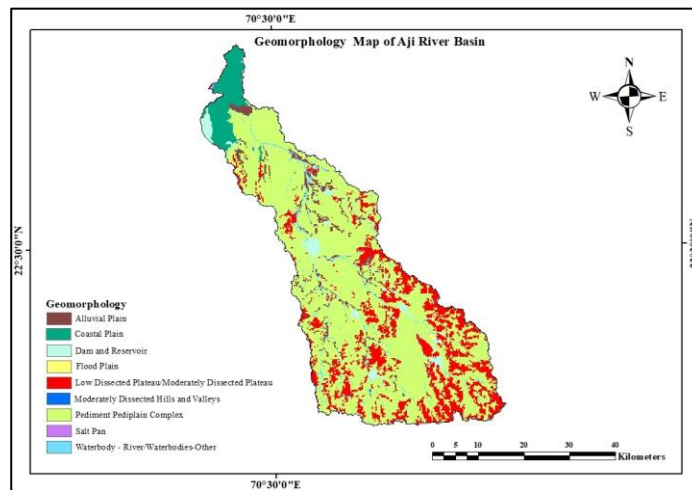 70°30'0"E
Geomorphology Map of Aji River Basin
N
W E
S
22°30'0"N
Geomorphology
Alluvial Plain
Coastal Plain
Dam and Reservoir
Flood Plain
Low Dissected Plateau/Moderately Dissected Plateau
Moderately Dissected Hills and Valleys
Pediment Pediplain Complex
Salt Pan
Waterbody - River/Waterbodies-Other
0 5 10 20 30 40
Kilometers
70°30'0"E